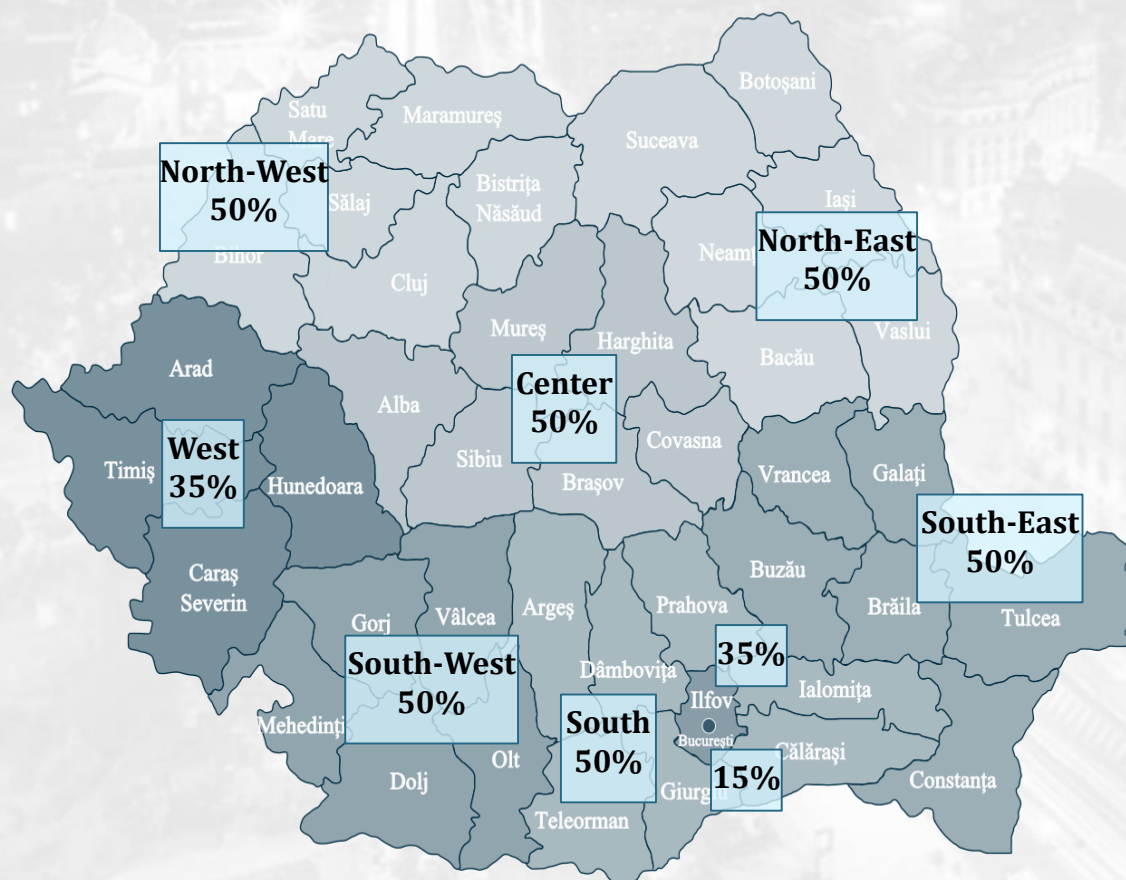 Botoșani
Satu
Mare
Maramureș
Suceava
North-West
50%
Sălaj
Bistrița
Năsăud
Iași
North-East
50%
Neamț
Bihor
Cluj
Vaslui
Mureș
Harghita
Bacău
Arad
Center
50%
Alba
Covasna
West
35%
Timiș
Sibiu
Vrancea
Galați
Hunedoara
Brașov
South-East
50%
Caraș
Severin
Buzău
Argeș
Prahova
Brăila
Gorj
Vâlcea
Tulcea
South-West
50%
35%
Dâmbovița
Ialomița
Ilfov
Mehedinți
South
50%
București
Călărași
Olt
15%
Dolj
Giurgiu
Constanța
Teleorman